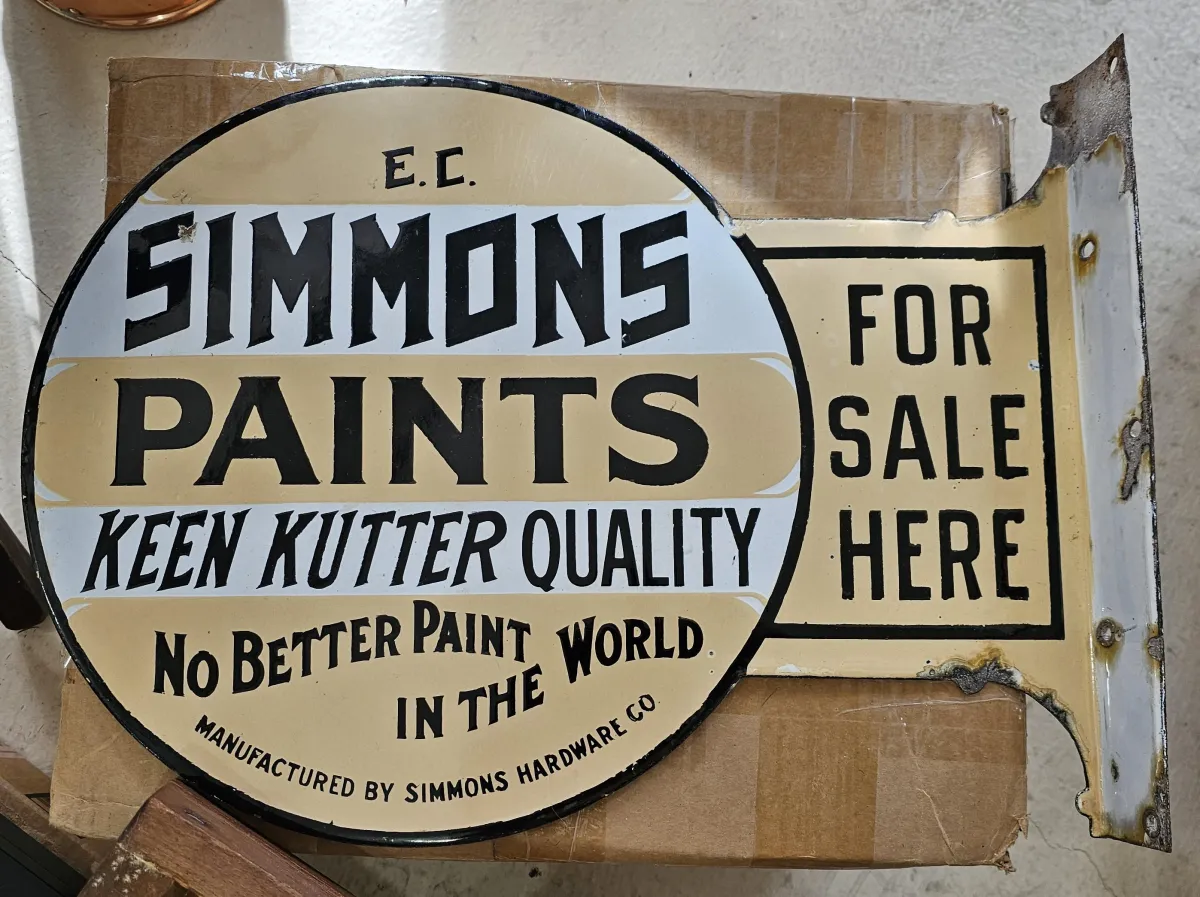 E.C.
SIMMONS
PAINTS
KEEN KUTTER QUALITY
NO BETTER PAINT
IN THE WORLD
MANUFACTURED BY SIMMONS HARDWARE CO.
FOR
SALE
HERE